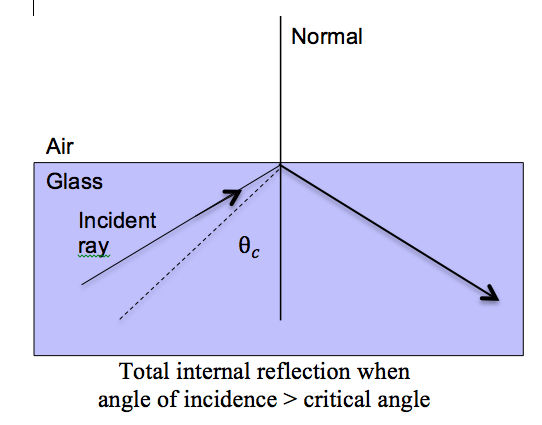 Normal
Air
Glass
Incident
ray
θc
Total internal reflection when
angle of incidence > critical angle